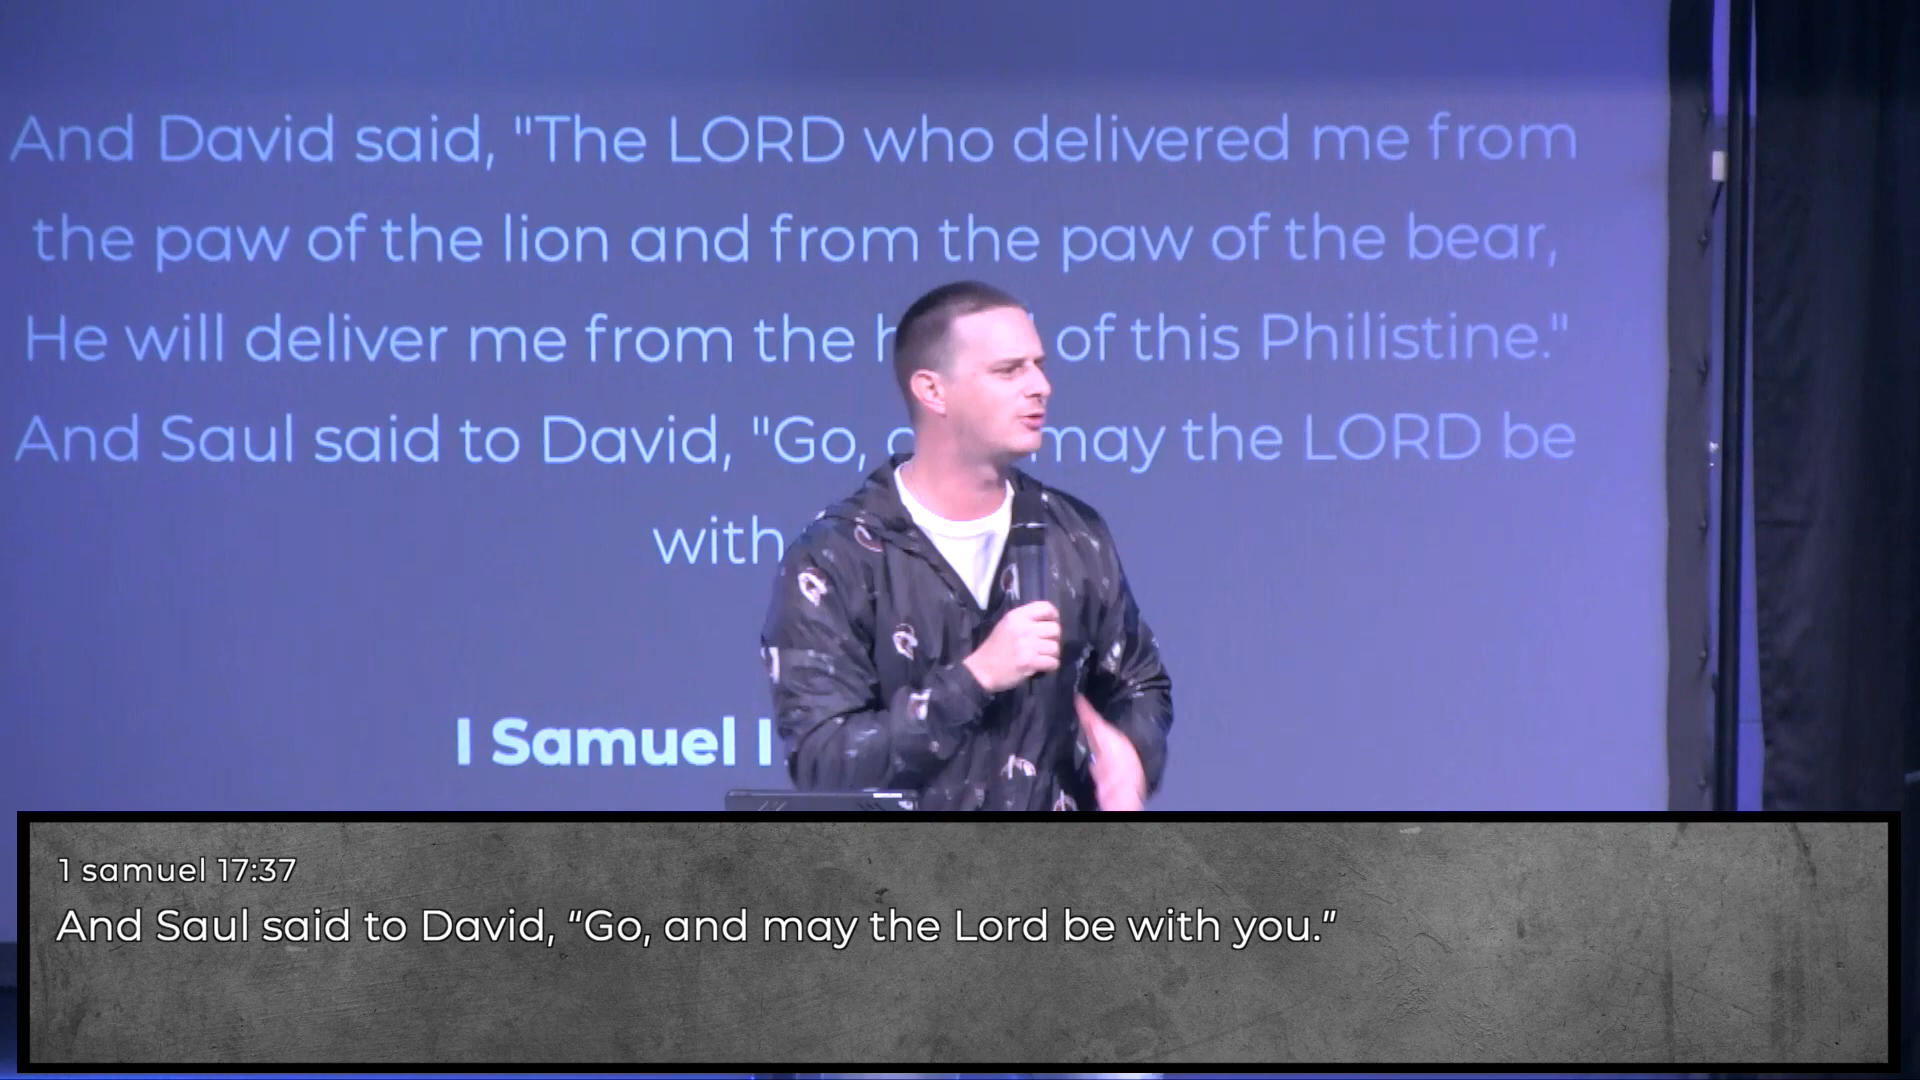 And David said, "The LORD who delivered me from
the paw of the lion and from the paw of the bear,
He will deliver me from the of this Philistine."
And Saul said to David, "Go, may the LORD be
with
I Samuel
1 samuel 17:37
And Saul said to David, “Go, and may the Lord be with you.”